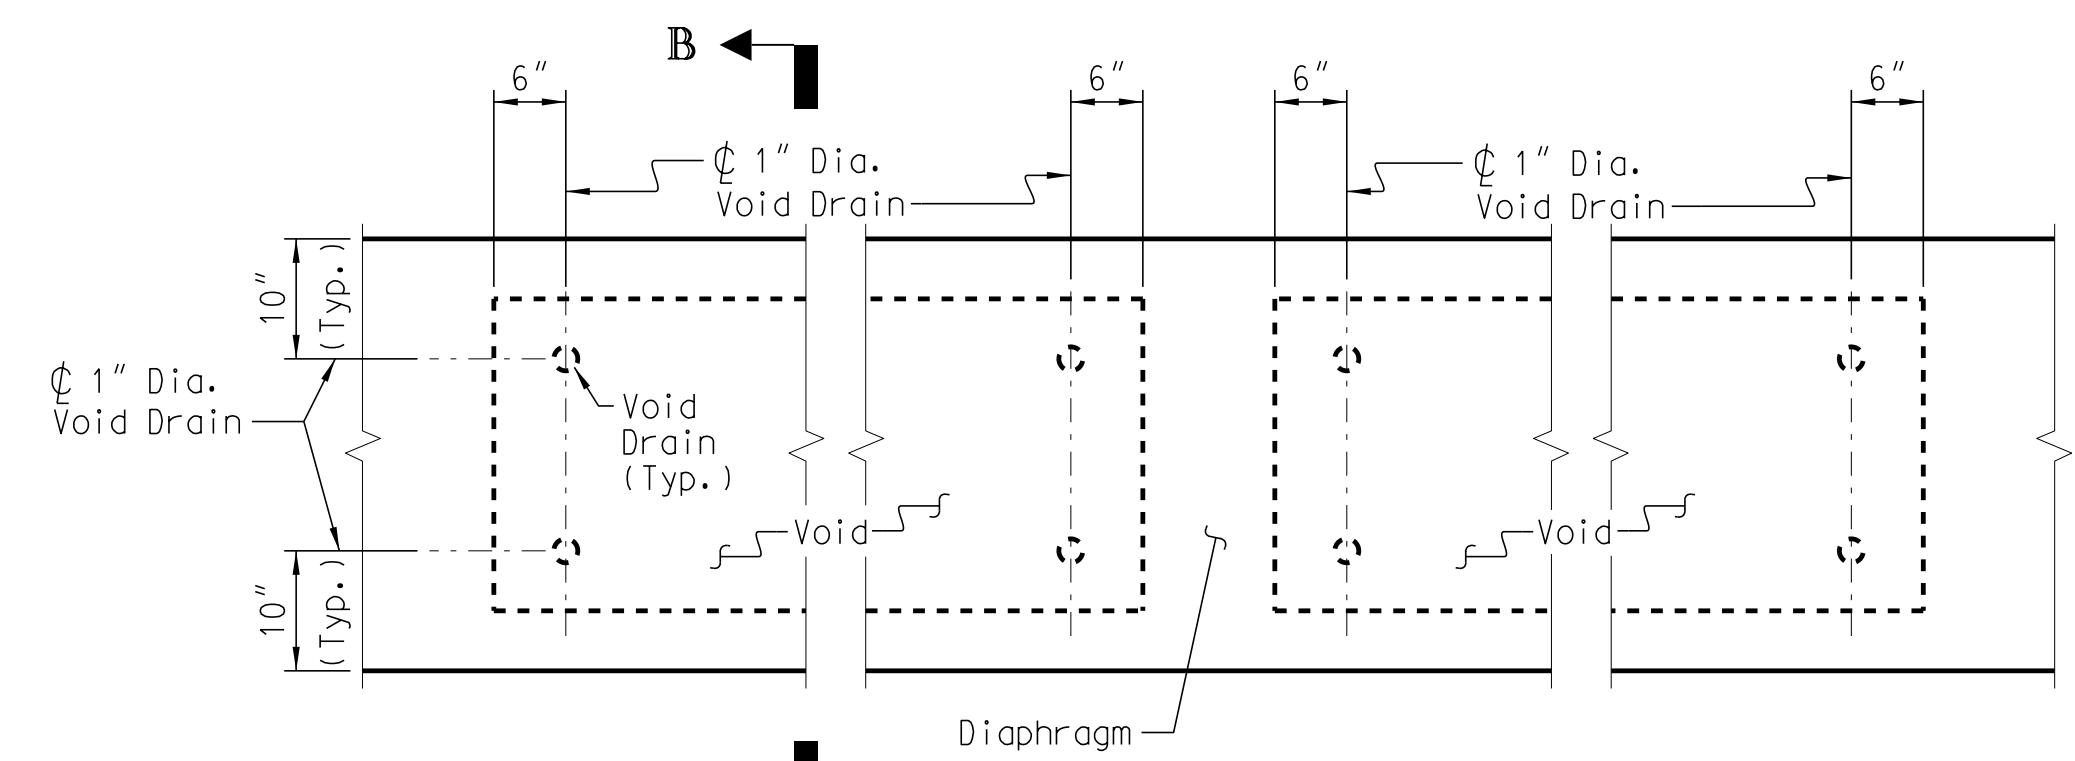 B
6" 6" 6" 6"
℄ 1" Dia.
Void Drain
℄ 1" Dia.
Void Drain
10"
(Typ.)
℄ 1" Dia.
Void Drain
Void
Drain
(Typ.)
Void
Void
10"
(Typ.)
Diaphragm